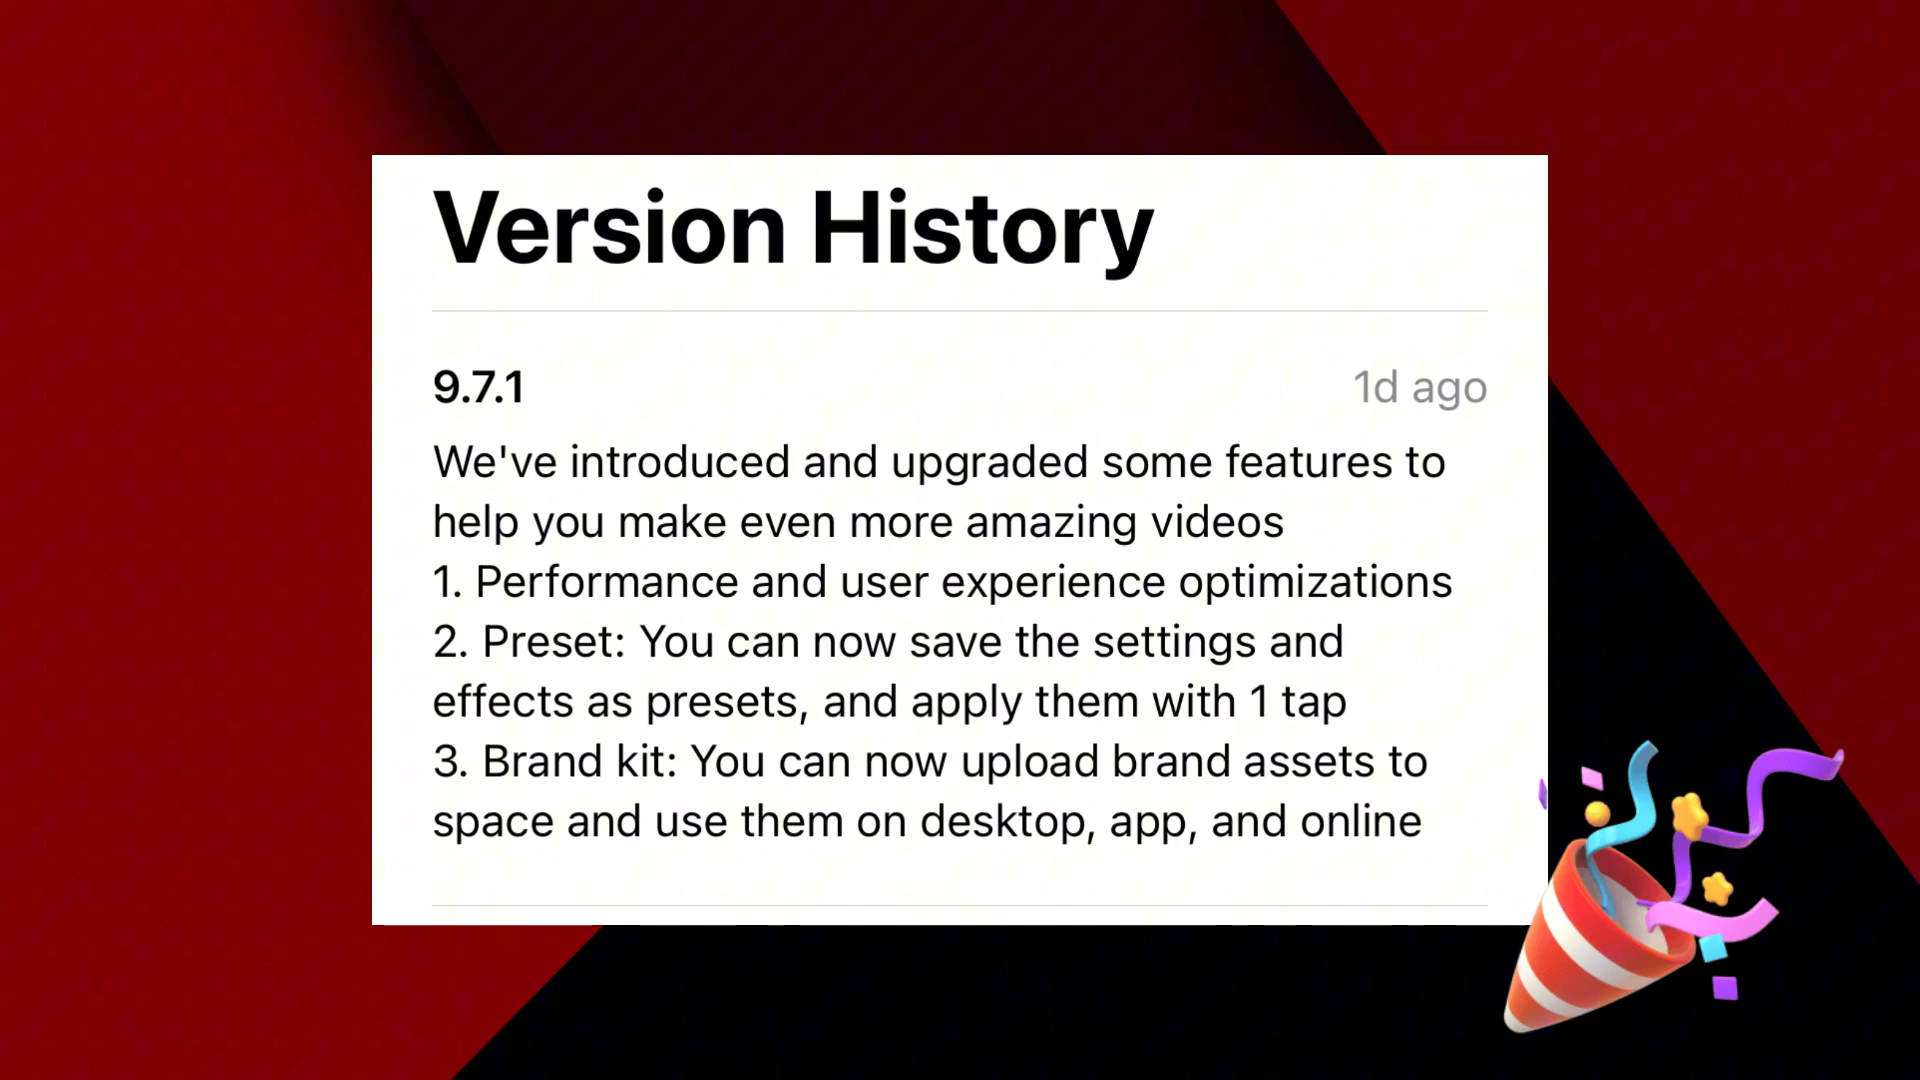 Version History
9.7.1
1d ago
We've introduced and upgraded some features to
help you make even more amazing videos
1. Performance and user experience optimizations
2. Preset: You can now save the settings and
effects as presets, and apply them with 1 tap
3. Brand kit: You can now upload brand assets to
space and use them on desktop, app, and online